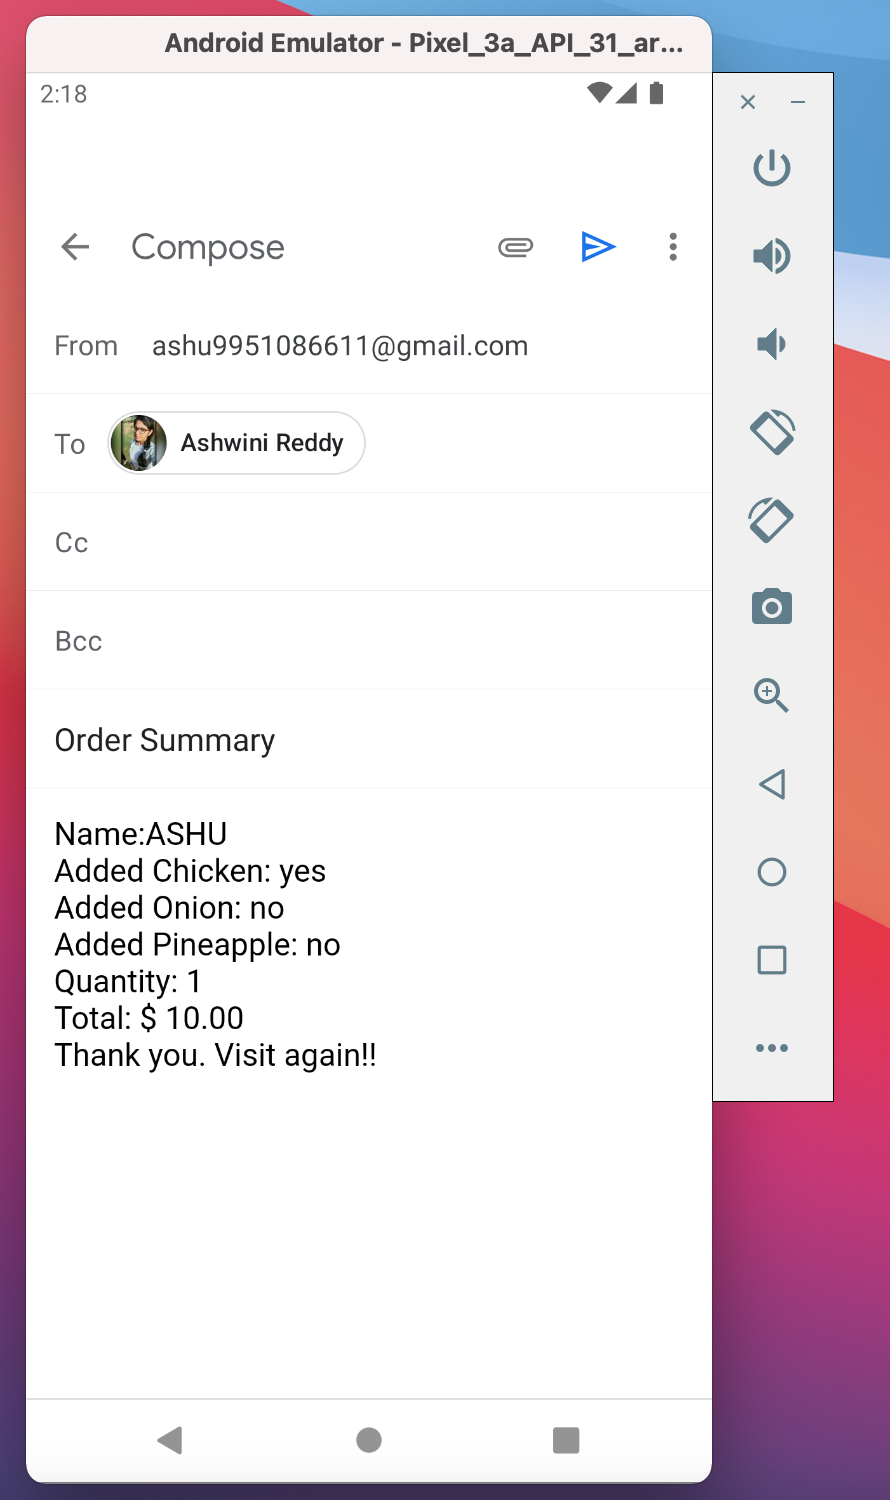 Android Emulator - Pixel_3a_API_31_ar...
2:18
Compose
From ashu9951086611@gmail.com
To Ashwini Reddy
Cc
Bcc
Order Summary
Name:ASHU
Added Chicken: yes
Added Onion: no
Added Pineapple: no
Quantity: 1
Total: $ 10.00
Thank you. Visit again!!